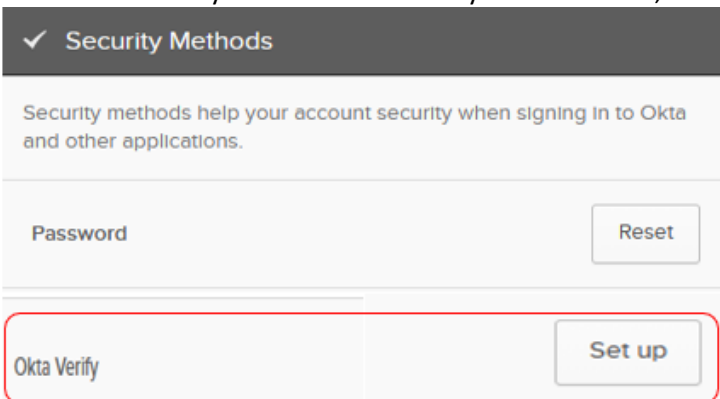 ✓ Security Methods
Security methods help your account security when signing in to Okta
and other applications.
Password
Reset
Okta Verify
Set up